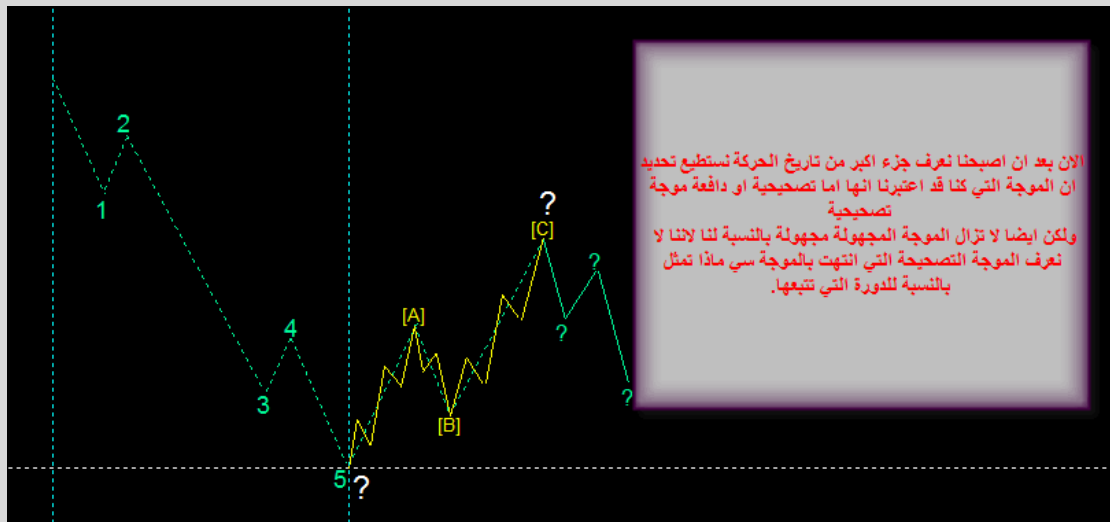 الان بعد ان اصبحنا نعرف جزء اكبر من تاريخ الحركة نستطيع تحديد
ان الموجة التي كنا قد اعتبرنا انها اما تصحيحية او دافعة موجة
تصحيحية
ولكن ايضا لا تزال الموجة المجهولة مجهولة بالنسبة لنا لاننا لا
نعرف الموجة التصحيحة التي انتهت بالموجة سي ماذا تمثل
بالنسبة للدورة التي تتبعها.
2
1
4
3
5
?
[A]
[B]
?
[C]
?
?
?